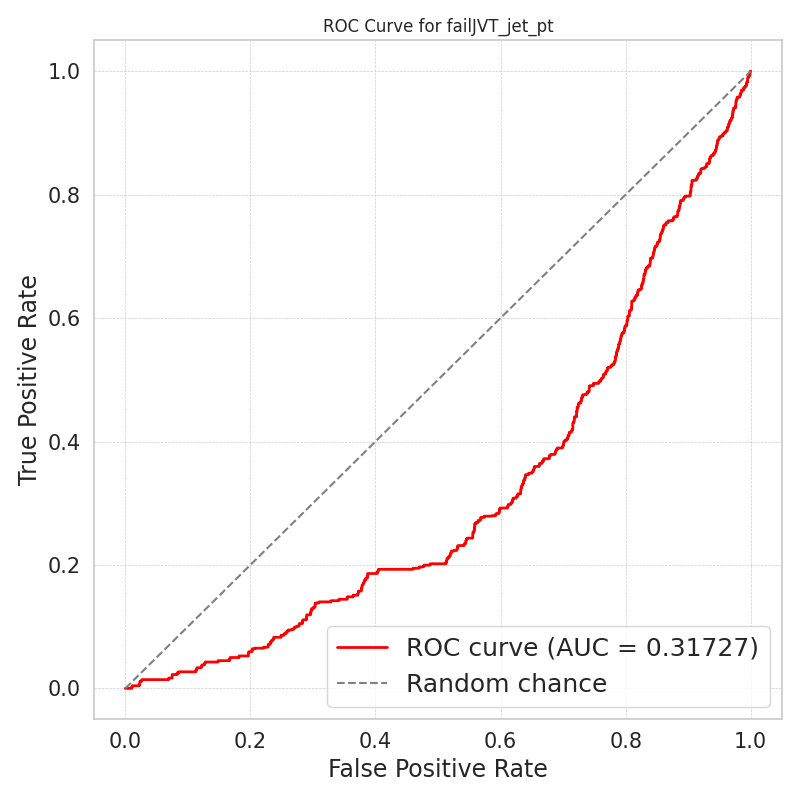 ROC Curve for failJVT_jet_pt
True Positive Rate
1.0
0.8
0.6
0.4
0.2
0.0
ROC curve (AUC = 0.31727)
Random chance
0.0 0.2 0.4 0.6 0.8 1.0
False Positive Rate